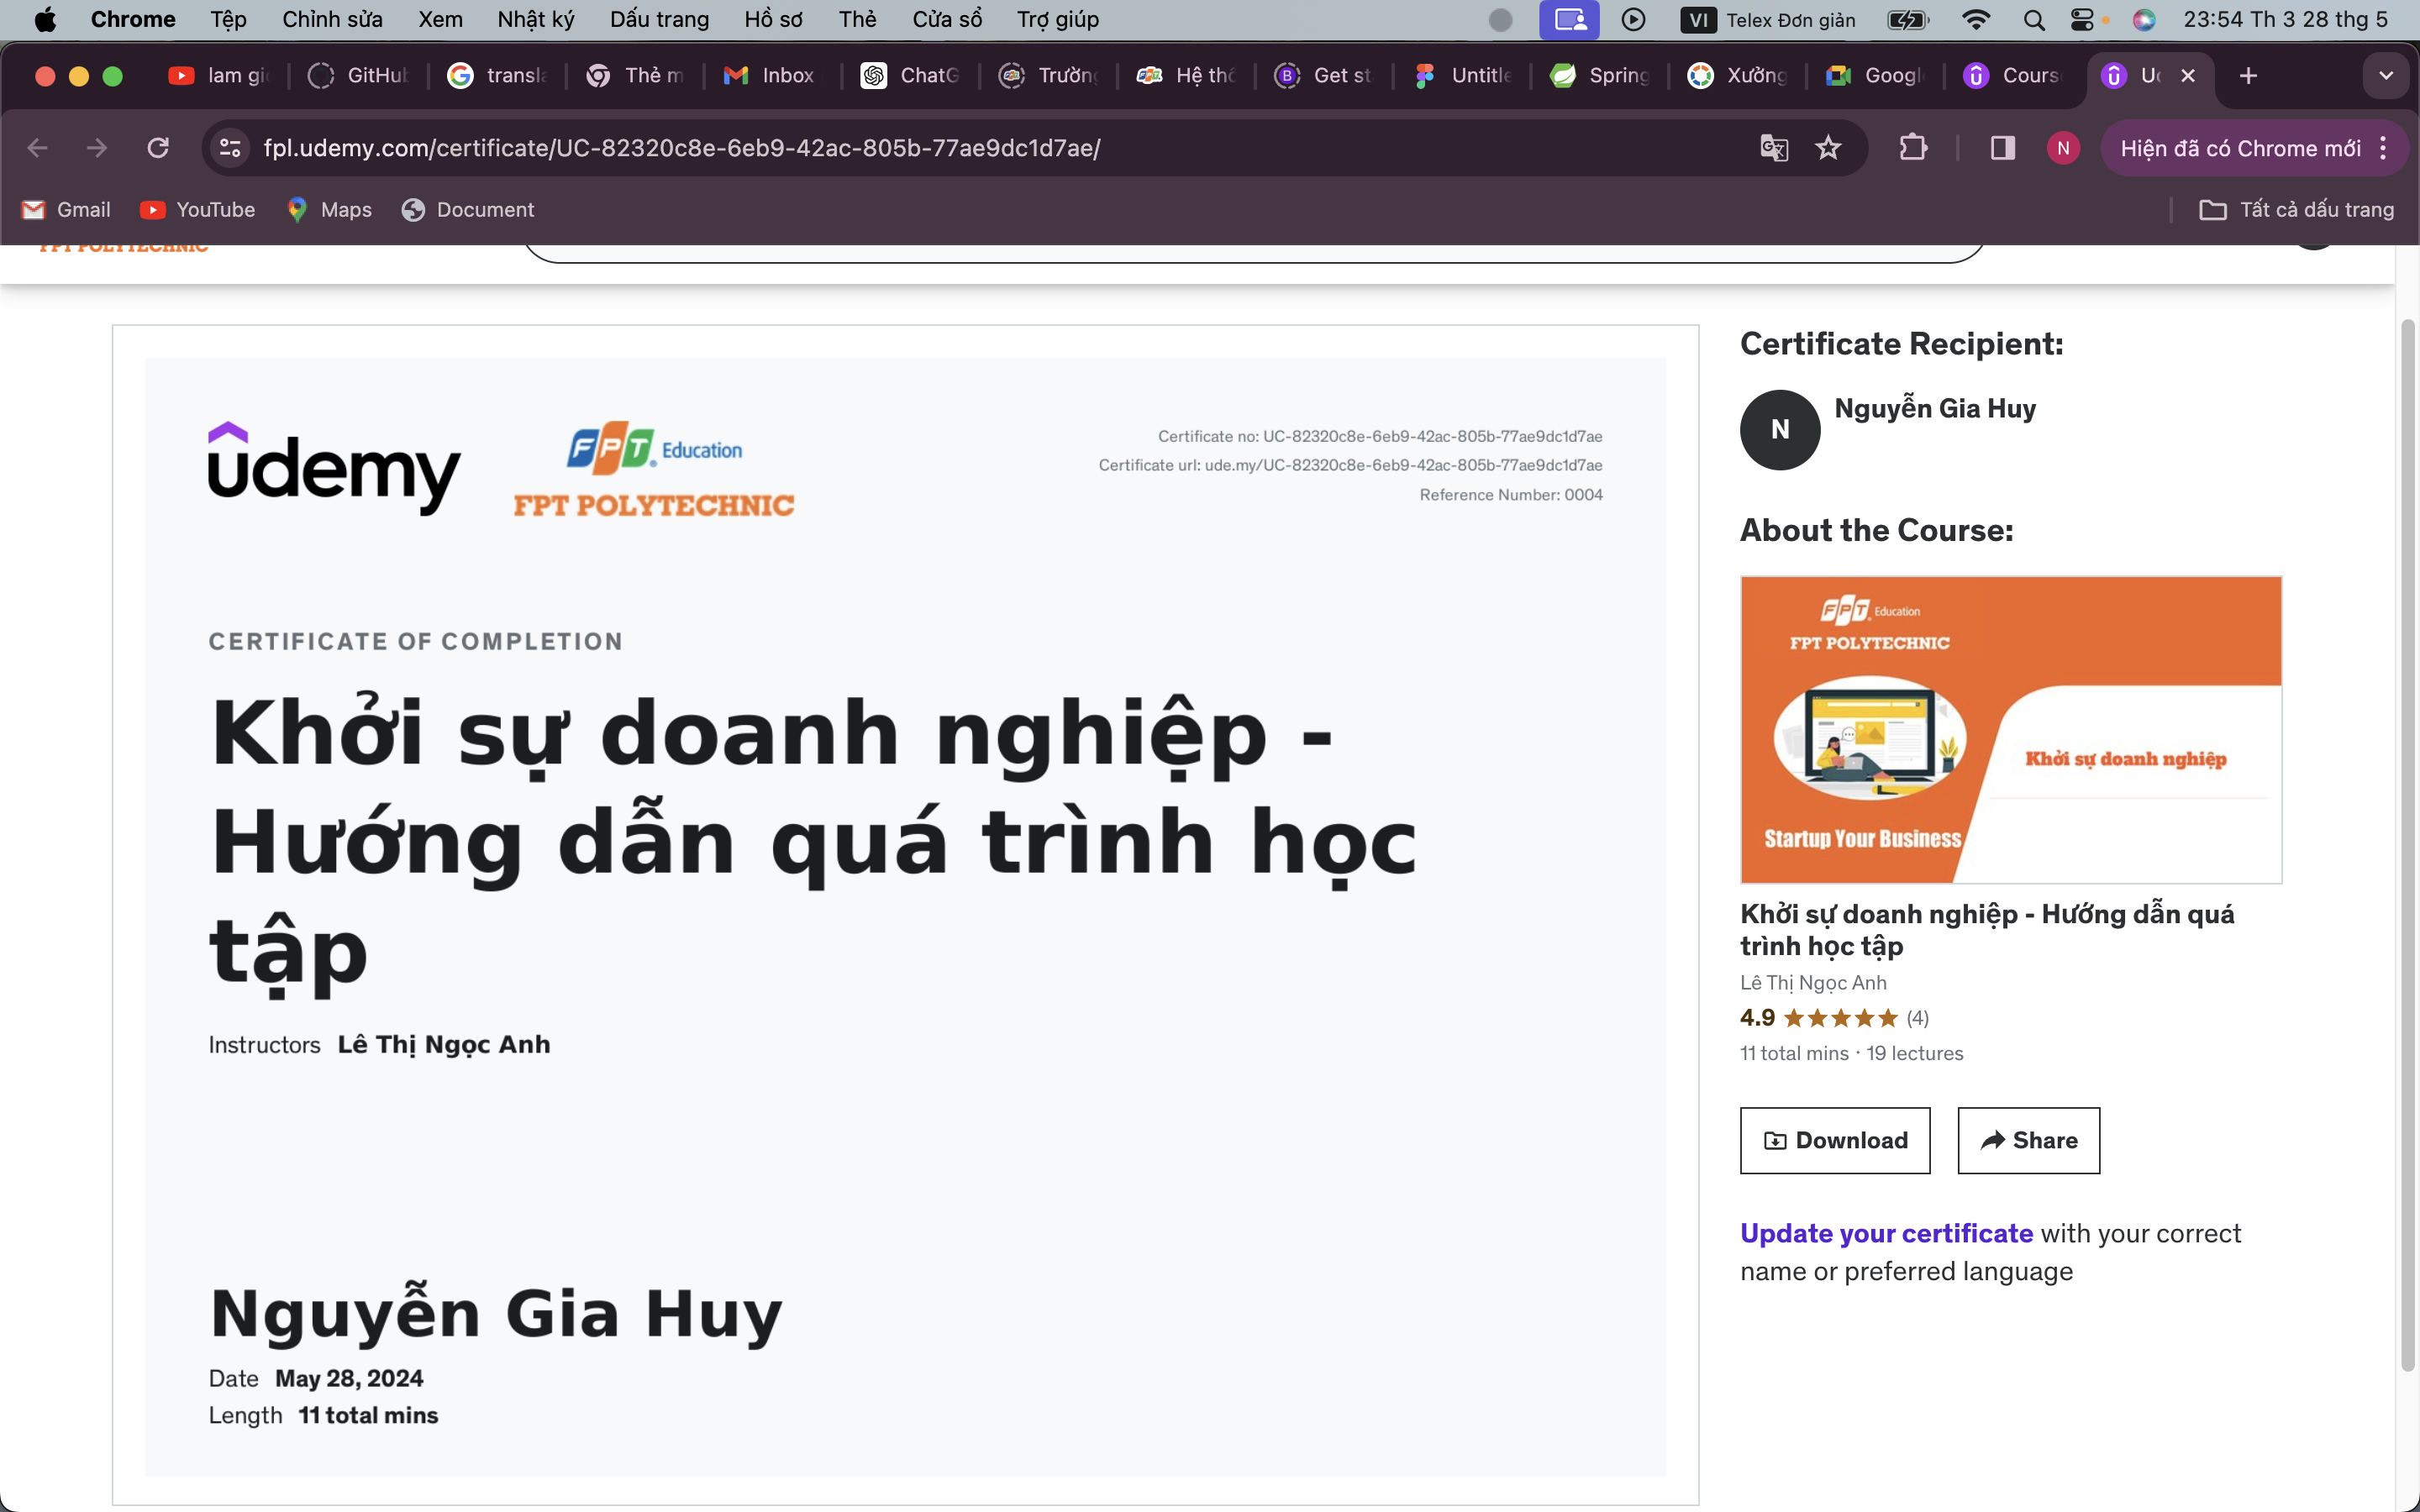 Chrome Tệp Chỉnh sửa Xem Nhật ký Dấu trang Hồ sơ Thẻ Cửa sổ Trợ giúp VI Telex Đơn giản 23:54 Th 3 28 thg 5
lam gi GitHub transla Thẻ m Inbox ChatG Trườn Hệ thố Get st Untitle Spring Xưởng Googl Cours Ud
fpl.udemy.com/certificate/UC-82320c8e-6eb9-42ac-805b-77ae9dc1d7ae/ N Hiện đã có Chrome mới
Gmail YouTube Maps Document Tất cả dấu trang
FPT POLYTECHNIC
udemy
FPT Education
FPT POLYTECHNIC
Certificate no: UC-82320c8e-6eb9-42ac-805b-77ae9dc1d7ae
Certificate url: ude.my/UC-82320c8e-6eb9-42ac-805b-77ae9dc1d7ae
Reference Number: 0004
CERTIFICATE OF COMPLETION
Khởi sự doanh nghiệp -
Hướng dẫn quá trình học
tập
Instructors Lê Thị Ngọc Anh
Nguyễn Gia Huy
Date May 28, 2024
Length 11 total mins
Certificate Recipient:
N
Nguyễn Gia Huy
About the Course:
FPT Education
FPT POLYTECHNIC
Khởi sự doanh nghiệp
Startup Your Business
Khởi sự doanh nghiệp - Hướng dẫn quá
trình học tập
Lê Thị Ngọc Anh
4.9 (4)
11 total mins · 19 lectures
Download Share
Update your certificate with your correct
name or preferred language